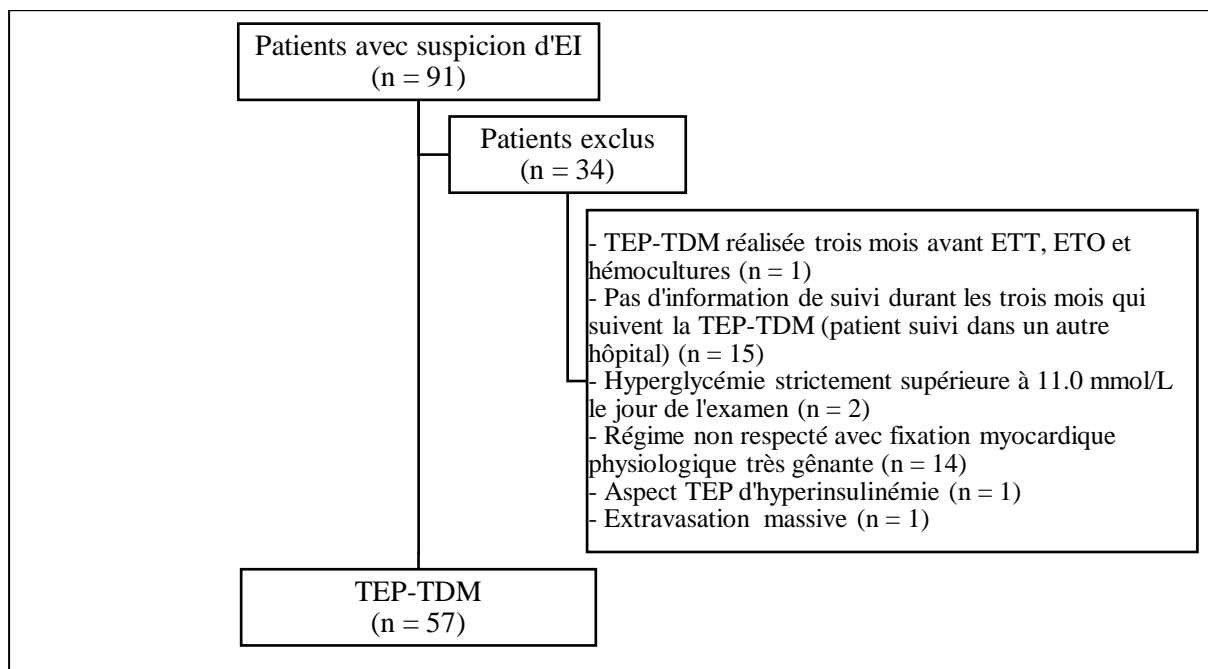 Patients avec suspicion d'EI
(n = 91)
Patients exclus
(n = 34)
- TEP-TDM réalisée trois mois avant ETT, ETO et
hémocultures (n = 1)
- Pas d'information de suivi durant les trois mois qui
suivent la TEP-TDM (patient suivi dans un autre
hôpital) (n = 15)
- Hyperglycémie strictement supérieure à 11.0 mmol/L
le jour de l'examen (n = 2)
- Régime non respecté avec fixation myocardique
physiologique très gênante (n = 14)
- Aspect TEP d'hyperinsulinémie (n = 1)
- Extravasation massive (n = 1)
TEP-TDM
(n = 57)